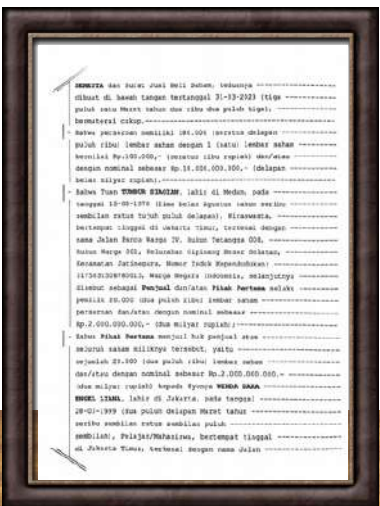 SEMESTA dan Surat Jual Beli Saham, keduanya ------------
dibuat di bawah tangan tertanggal 31-03-2023 (tiga
puluh satu Maret tahun dua ribu dua puluh tiga), ------------
bermeterai cukup. ------------
- Bahwa perseroan memiliki 180.000 (seratus delapan ------
puluh ribu) lembar saham dengan 1 (satu) lembar saham
bernilai Rp.100.000,- (seratus ribu rupiah) dan/atau
dengan nominal sebesar Rp.18.000.000.000,- (delapan
belas milyar rupiah); ------------
- Bahwa Tuan TUMBUR SIAGIAN, lahir di Medan, pada ------
tanggal 15-08-1978 (lima belas Agustus tahun seribu
sembilan ratus tujuh puluh delapan), Wiraswasta, ------
bertempat tinggal di Jakarta Timur, terkenal dengan
nama Jalan Panca Warga IV, Rukun Tetangga 008, ------
Rukun Warga 002, Kelurahan Cipinang Besar Selatan,
Kecamatan Jatinegara, Nomor Induk Kependudukan:
Warga Negara Indonesia, selanjutnya
disebut sebagai Penjual dan/atau Pihak Pertama selaku
pemilik 20.000 (dua puluh ribu) lembar saham ------
perseroan dan/atau dengan nominal sebesar ------
Rp.2.000.000.000,- (dua milyar rupiah); ------
- Bahwa Pihak Pertama menjual hak penjual atas ------
seluruh saham miliknya tersebut, yaitu ------
sejumlah 20.000 (dua puluh ribu) lembar saham ------
dan/atau dengan nominal sebesar Rp.2.000.000.000,-
(dua milyar rupiah) kepada Nyonya WENDA DARA ------
ENGEL LIANA, lahir di Jakarta, pada tanggal ------
28-03-1999 (dua puluh delapan Maret tahun ------
seribu sembilan ratus sembilan puluh ------
sembilan), Pelajar/Mahasiswa, bertempat tinggal
di Jakarta Timur, terkenal dengan nama Jalan ------